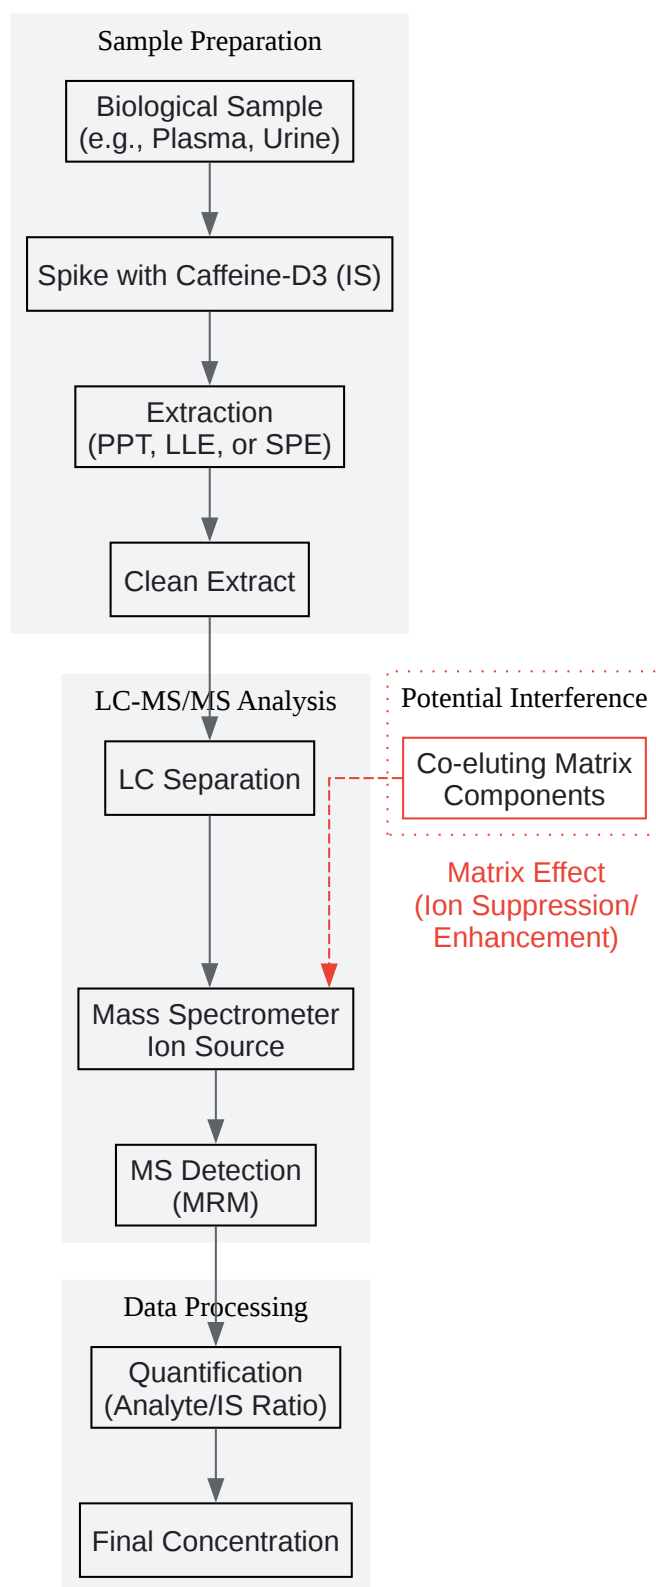 Sample Preparation
Biological Sample
(e.g., Plasma, Urine)
Spike with Caffeine-D3 (IS)
Extraction
(PPT, LLE, or SPE)
Clean Extract
LC-MS/MS Analysis
Potential Interference
LC Separation
Co-eluting Matrix
Components
Matrix Effect
(Ion Suppression/
Enhancement)
Mass Spectrometer
Ion Source
MS Detection
(MRM)
Data Processing
Quantification
(Analyte/IS Ratio)
Final Concentration